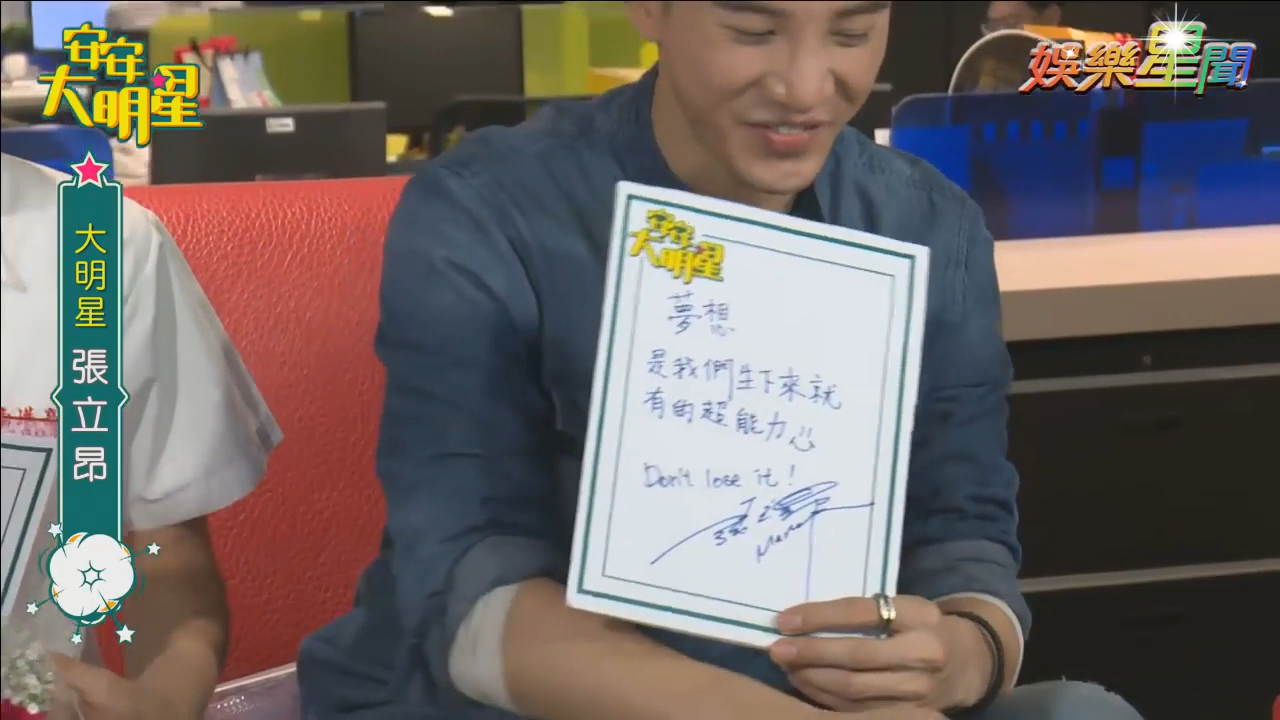 安安
大明星
娛樂星聞
大明星 張立昂
安安
大明星
夢想
是我們生下來就
有的超能力
Don't lose it!